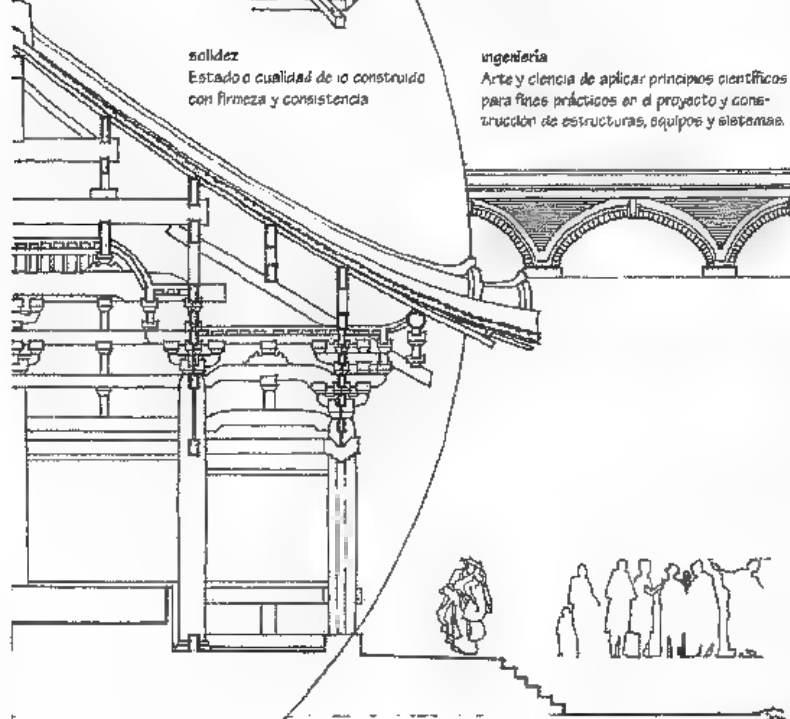 solidez
Estado o cualidad de lo construido
con firmeza y consistencia
ingeniería
Arte y ciencia de aplicar principios científicos
para fines prácticos en el proyecto y cons-
trucción de estructuras, equipos y sistemas.